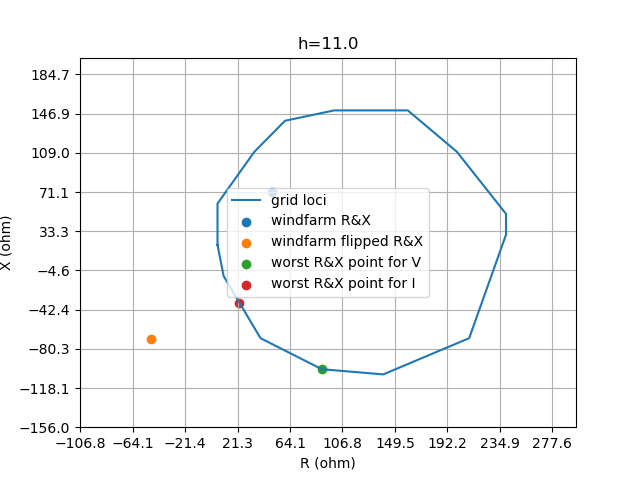 h=11.0
184.7
146.9
109.0
71.1
33.3
−4.6
−42.4
−80.3
−118.1
−156.0
X (ohm)
grid loci
windfarm R&X
windfarm flipped R&X
worst R&X point for V
worst R&X point for I
−106.8 −64.1 −21.4 21.3 64.1 106.8 149.5 192.2 234.9 277.6
R (ohm)